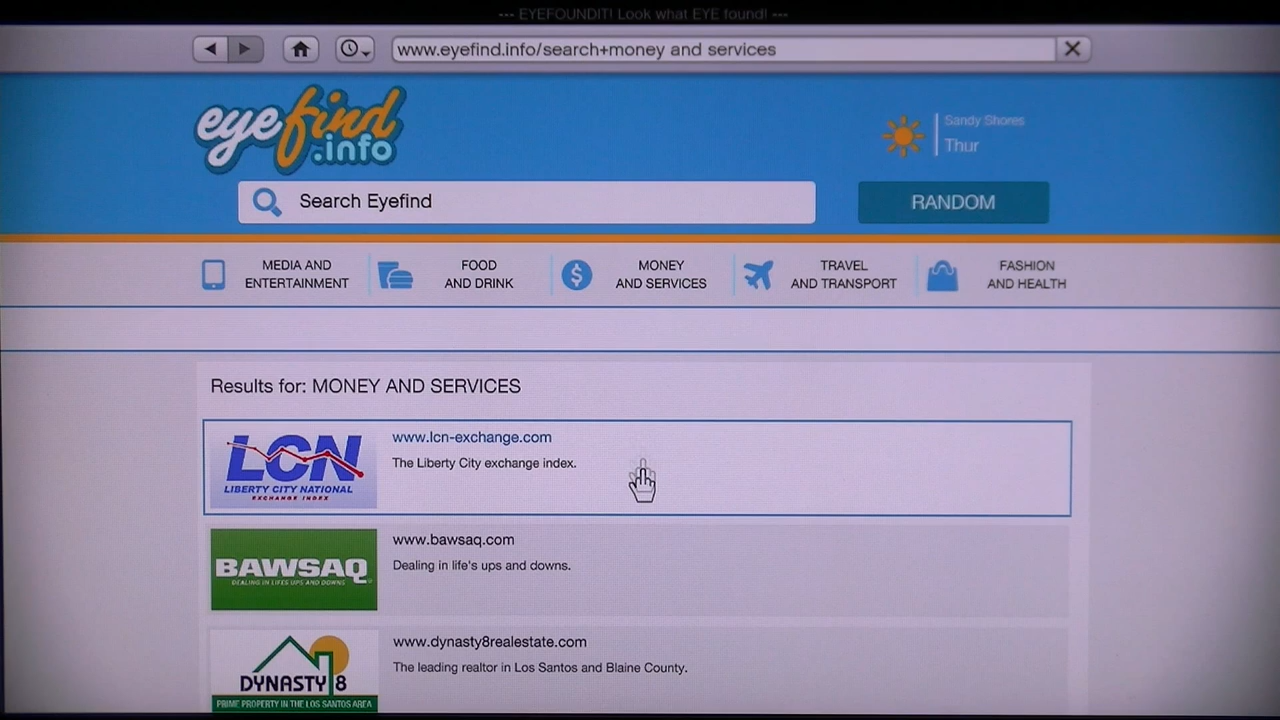 --- EYEFOUNDIT! Look what EYE found! ---
www.eyefind.info/search+money and services
eyefind
.info
Sandy Shores
Thur
Search Eyefind
RANDOM
MEDIA AND
ENTERTAINMENT
FOOD
AND DRINK
MONEY
AND SERVICES
TRAVEL
AND TRANSPORT
FASHION
AND HEALTH
Results for: MONEY AND SERVICES
LCN
LIBERTY CITY NATIONAL
EXCHANGE INDEX
www.lcn-exchange.com
The Liberty City exchange index.
BAWSAQ
DEALING IN LIFES UPS AND DOWNS
www.bawsaq.com
Dealing in life's ups and downs.
DYNASTY 8
PRIME PROPERTY IN THE LOS SANTOS AREA
www.dynasty8realestate.com
The leading realtor in Los Santos and Blaine County.